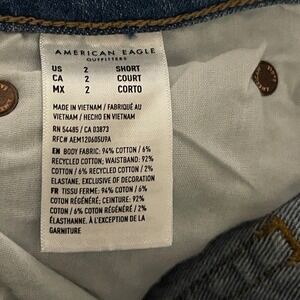 AMERICAN EAGLE
OUTFITTERS
US 2 SHORT
CA 2 COURT
MX 2 CORTO
MADE IN VIETNAM / FABRIQUÉ AU
VIETNAM / HECHO EN VIETNAM
RN 54485 / CA 03873
RFC# AEM120605U9A
EN BODY FABRIC: 94% COTTON / 6%
RECYCLED COTTON; WAISTBAND: 92%
COTTON / 6% RECYCLED COTTON / 2%
ELASTANE, EXCLUSIVE OF DECORATION
FR TISSU FERME: 94% COTON / 6%
COTON RÉGÉNÉRÉ; CEINTURE: 92%
COTON / 6% COTON RÉGÉNÉRÉ / 2%
ÉLASTHANNE. À L'EXCEPTION DE LA
GARNITURE